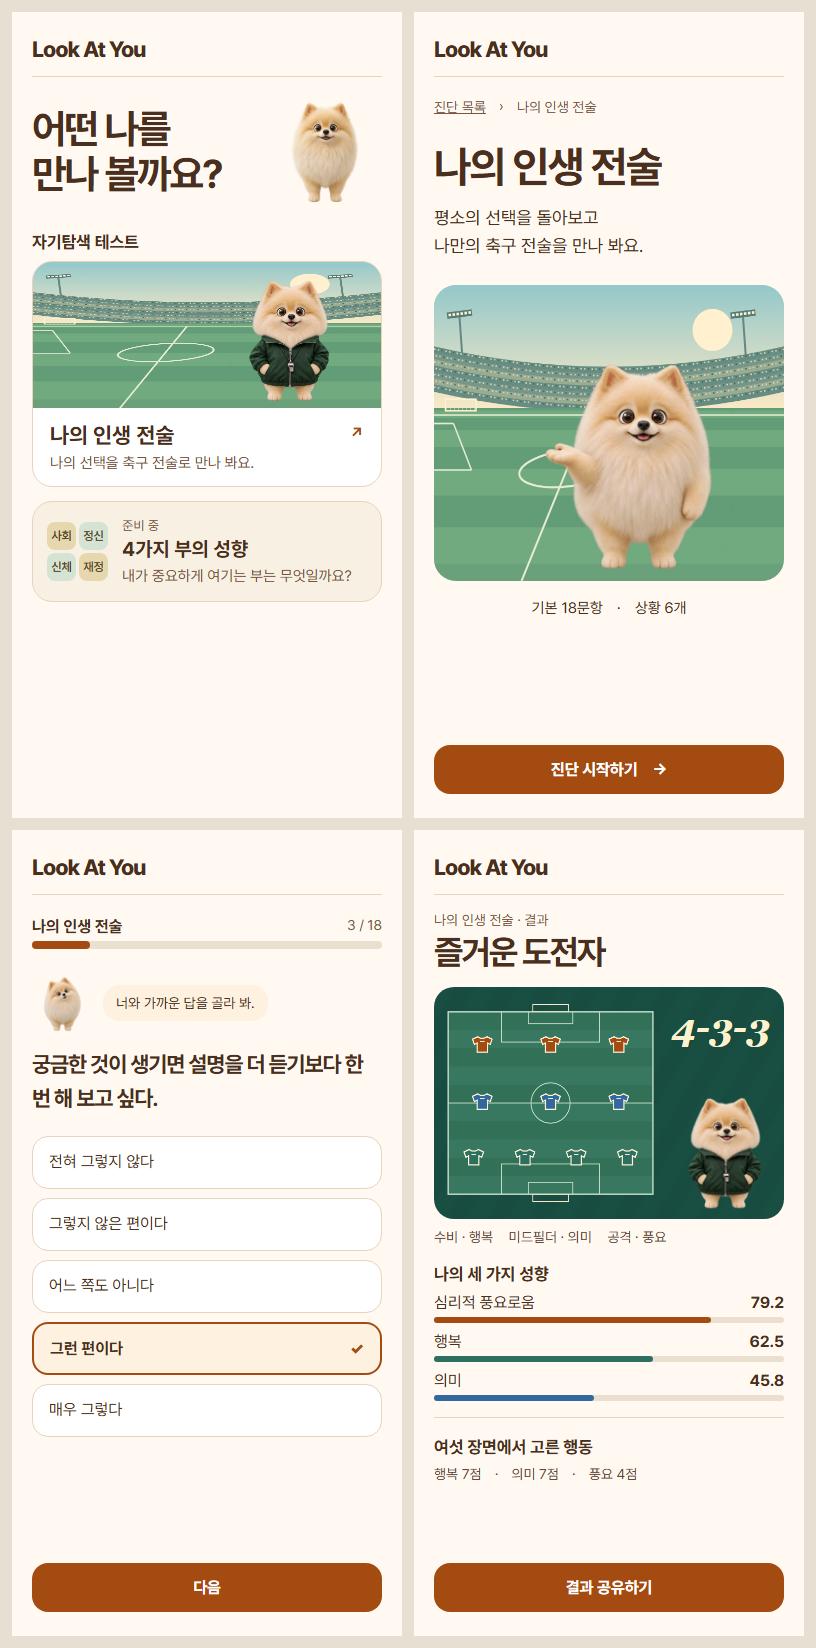 Look At You
어떤 나를
만나 볼까요?
자기탐색 테스트
나의 인생 전술
나의 선택을 축구 전술로 만나 봐요.
사회 정신
신체 재정
준비 중
4가지 부의 성향
내가 중요하게 여기는 부는 무엇일까요?
Look At You
진단 목록 › 나의 인생 전술
나의 인생 전술
평소의 선택을 돌아보고
나만의 축구 전술을 만나 봐요.
기본 18문항 · 상황 6개
진단 시작하기 →
Look At You
나의 인생 전술 3 / 18
너와 가까운 답을 골라 봐.
궁금한 것이 생기면 설명을 더 듣기보다 한
번 해 보고 싶다.
전혀 그렇지 않다
그렇지 않은 편이다
어느 쪽도 아니다
그런 편이다
매우 그렇다
다음
Look At You
나의 인생 전술 · 결과
즐거운 도전자
4-3-3
수비 · 행복 미드필더 · 의미 공격 · 풍요
나의 세 가지 성향
심리적 풍요로움 79.2
행복 62.5
의미 45.8
여섯 장면에서 고른 행동
행복 7점 · 의미 7점 · 풍요 4점
결과 공유하기